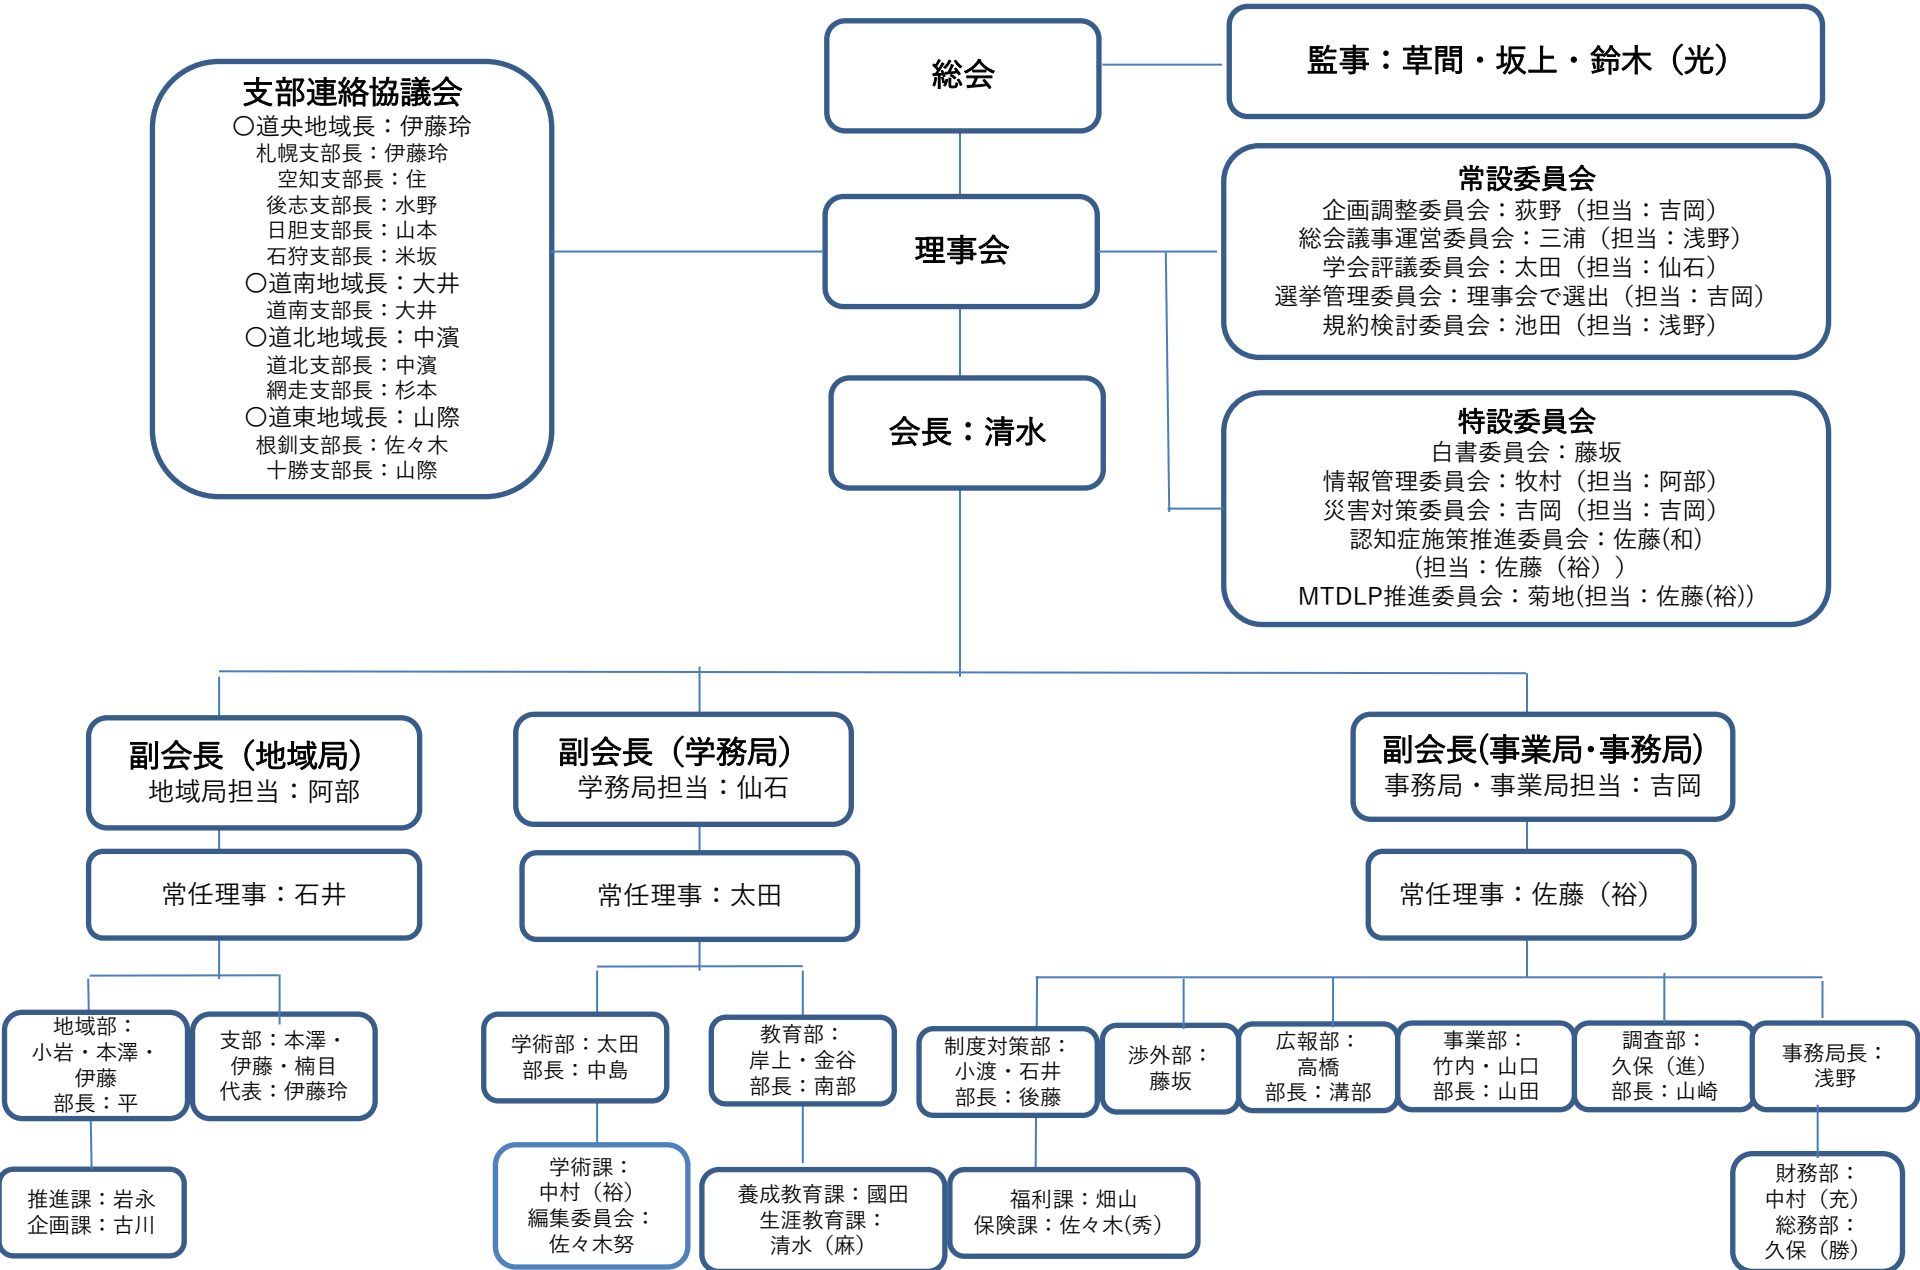 総会
監事：草間・坂上・鈴木（光）
支部連絡協議会
〇道央地域長：伊藤玲
札幌支部長：伊藤玲
空知支部長：住
後志支部長：水野
日胆支部長：山本
石狩支部長：米坂
〇道南地域長：大井
道南支部長：大井
〇道北地域長：中濱
道北支部長：中濱
網走支部長：杉本
〇道東地域長：山際
根釧支部長：佐々木
十勝支部長：山際
理事会
常設委員会
企画調整委員会：荻野（担当：吉岡）
総会議事運営委員会：三浦（担当：浅野）
学会評議委員会：太田（担当：仙石）
選挙管理委員会：理事会で選出（担当：吉岡）
規約検討委員会：池田（担当：浅野）
会長：清水
特設委員会
白書委員会：藤坂
情報管理委員会：牧村（担当：阿部）
災害対策委員会：吉岡（担当：吉岡）
認知症施策推進委員会：佐藤(和)
(担当：佐藤（裕））
MTDLP推進委員会：菊地(担当：佐藤(裕))
副会長（地域局）
地域局担当：阿部
副会長（学務局）
学務局担当：仙石
副会長(事業局･事務局)
事務局・事業局担当：吉岡
常任理事：石井
常任理事：太田
常任理事：佐藤（裕）
地域部：
小岩・本澤・
伊藤
部長：平
支部：本澤・
伊藤・楠目
代表：伊藤玲
学術部：太田
部長：中島
教育部：
岸上・金谷
部長：南部
制度対策部：
小渡・石井
部長：後藤
渉外部：
藤坂
広報部：
高橋
部長：溝部
事業部：
竹内・山口
部長：山田
調査部：
久保（進）
部長：山崎
事務局長：
浅野
推進課：岩永
企画課：古川
学術課：
中村（裕）
編集委員会：
佐々木努
養成教育課：國田
生涯教育課：
清水（麻）
福利課：畑山
保険課：佐々木(秀）
財務部：
中村（充）
総務部：
久保（勝）